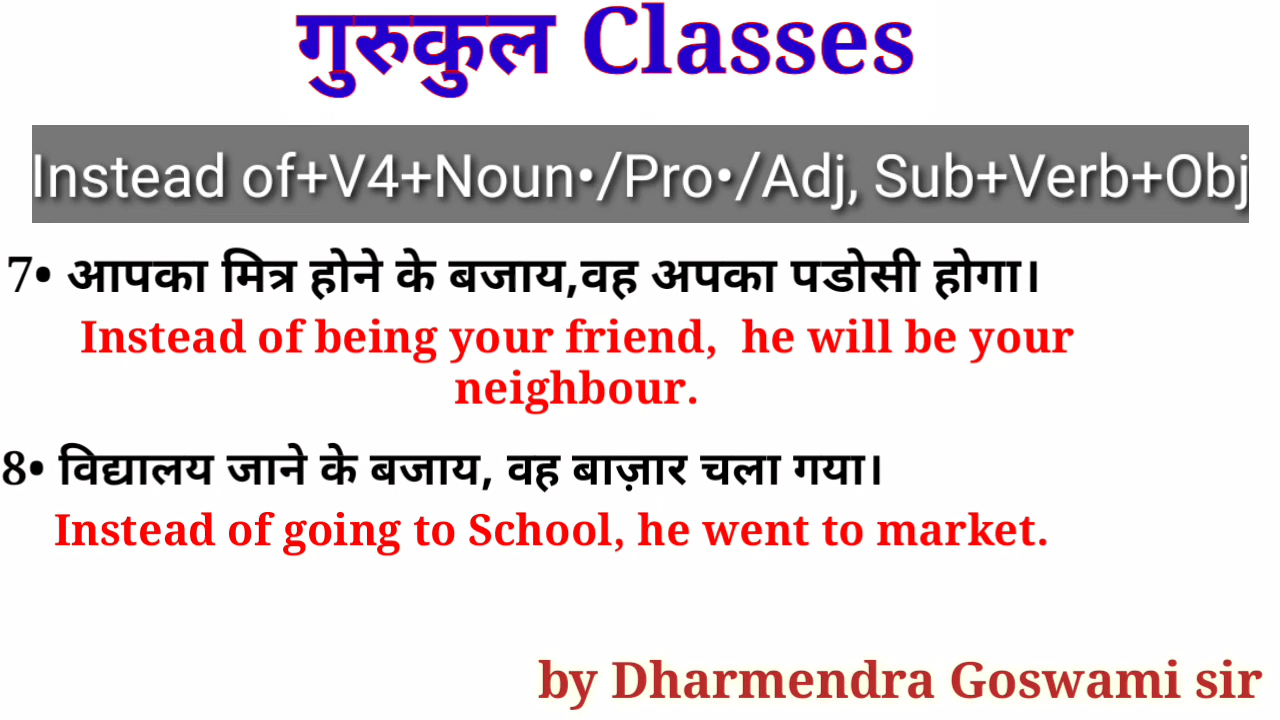 गुरुकुल Classes
Instead of+V4+Noun•/Pro•/Adj, Sub+Verb+Obj
7• आपका मित्र होने के बजाय,वह अपका पडोसी होगा।
Instead of being your friend, he will be your
neighbour.
8• विद्यालय जाने के बजाय, वह बाज़ार चला गया।
Instead of going to School, he went to market.
by Dharmendra Goswami sir